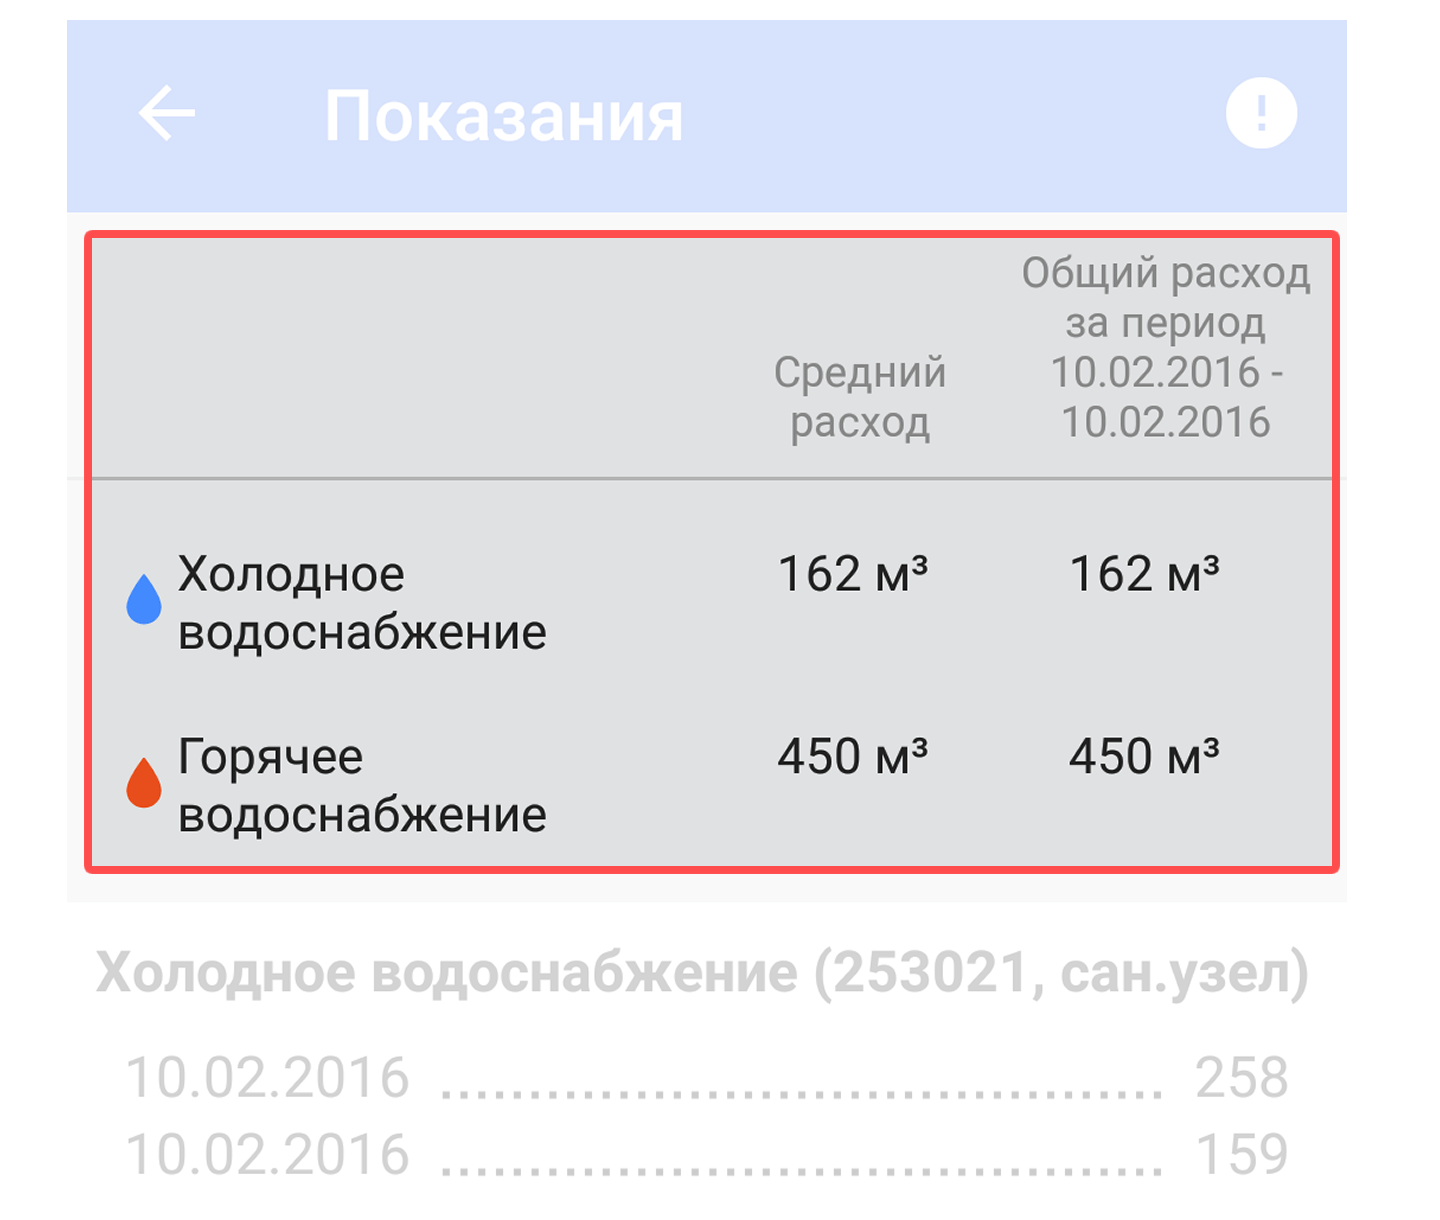 Показания
Общий расход
за период
Средний
10.02.2016 -
расход
10.02.2016
Холодное
водоснабжение
162 м³
162 м³
Горячее
водоснабжение
450 м³
450 м³
Холодное водоснабжение (253021, сан.узел)
10.02.2016 ........................................ 258
10.02.2016 ........................................ 159